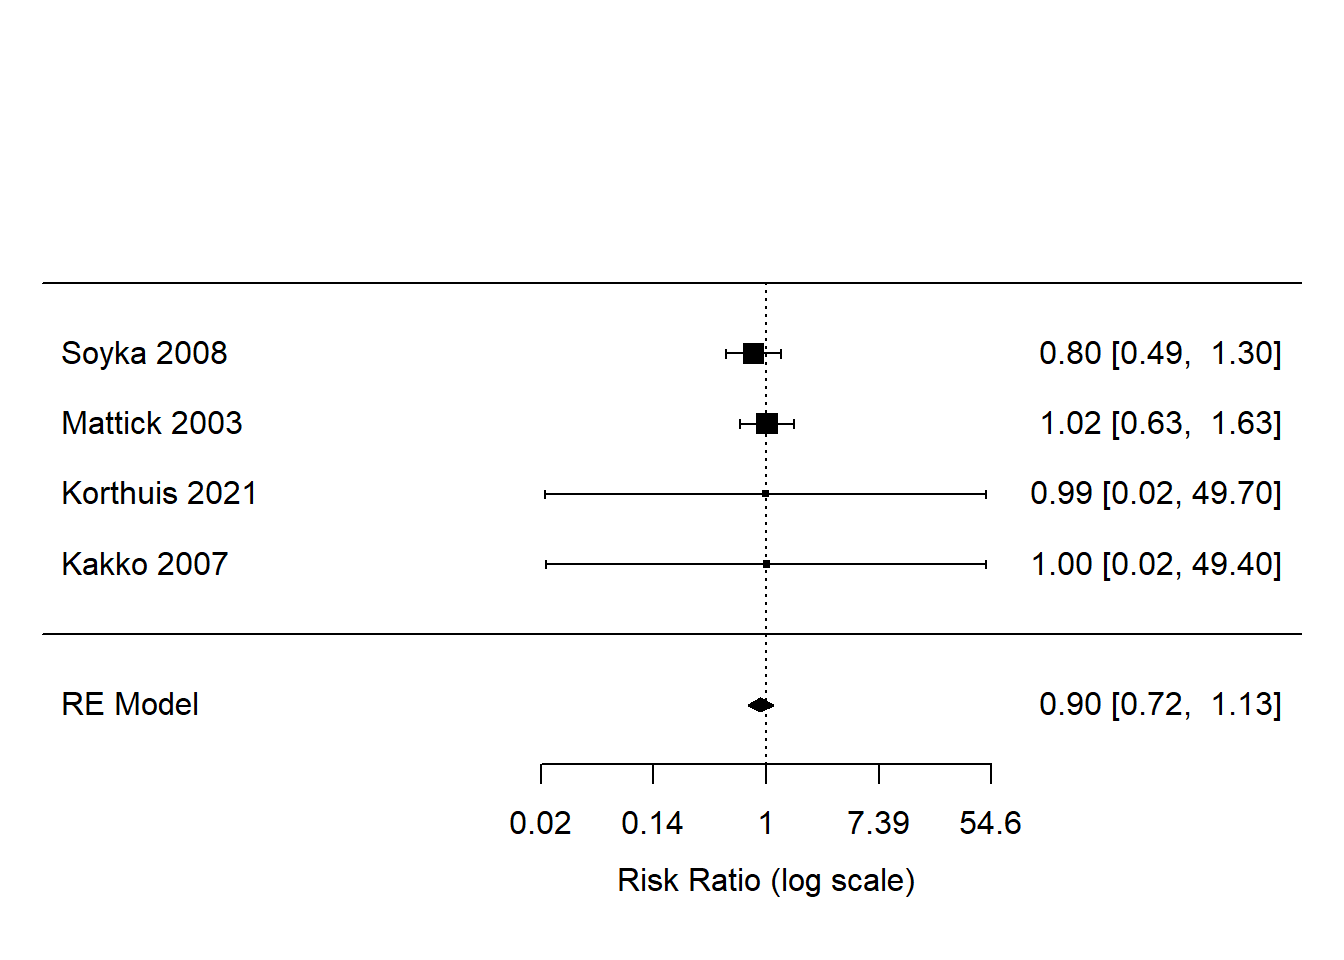 Soyka 2008 0.80 [0.49, 1.30]
Mattick 2003 1.02 [0.63, 1.63]
Korthuis 2021 0.99 [0.02, 49.70]
Kakko 2007 1.00 [0.02, 49.40]
RE Model 0.90 [0.72, 1.13]
0.02 0.14 1 7.39 54.6
Risk Ratio (log scale)